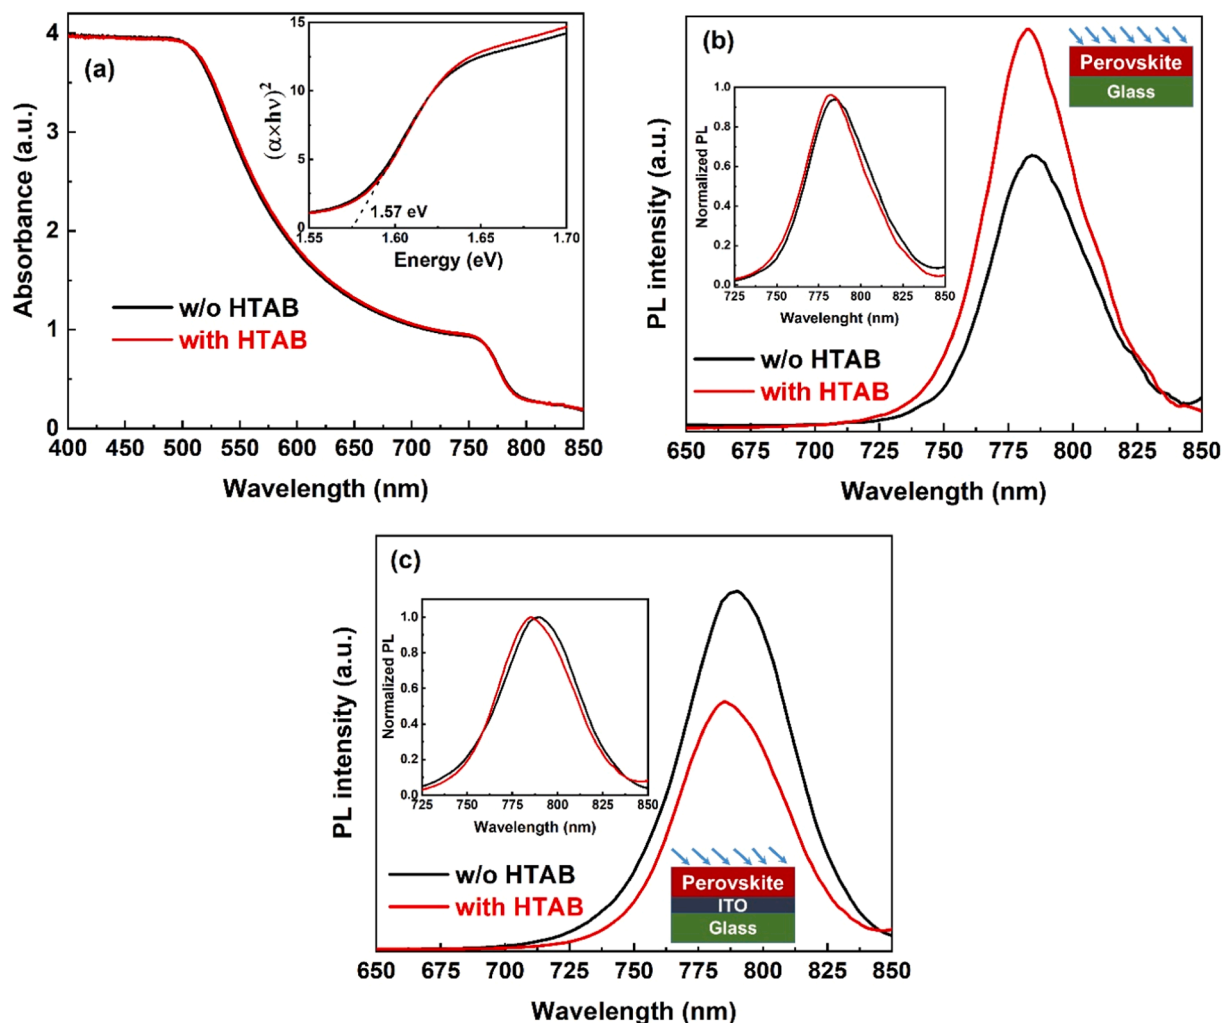 (a)
Absorbance (a.u.)
4
3
2
1
0
400 450 500 550 600 650 700 750 800 850
Wavelength (nm)
w/o HTAB
with HTAB
(α×hν)²
15
10
5
0
1.55 1.60 1.65 1.70
Energy (eV)
1.57 eV
(b)
PL intensity (a.u.)
650 675 700 725 750 775 800 825 850
Wavelength (nm)
w/o HTAB
with HTAB
Normalized PL
1.0
0.8
0.6
0.4
0.2
0.0
725 750 775 800 825 850
Wavelenght (nm)
Perovskite
Glass
(c)
PL intensity (a.u.)
650 675 700 725 750 775 800 825 850
Wavelength (nm)
w/o HTAB
with HTAB
Normalized PL
1.0
0.8
0.6
0.4
0.2
0.0
725 750 775 800 825 850
Wavelength (nm)
Perovskite
ITO
Glass